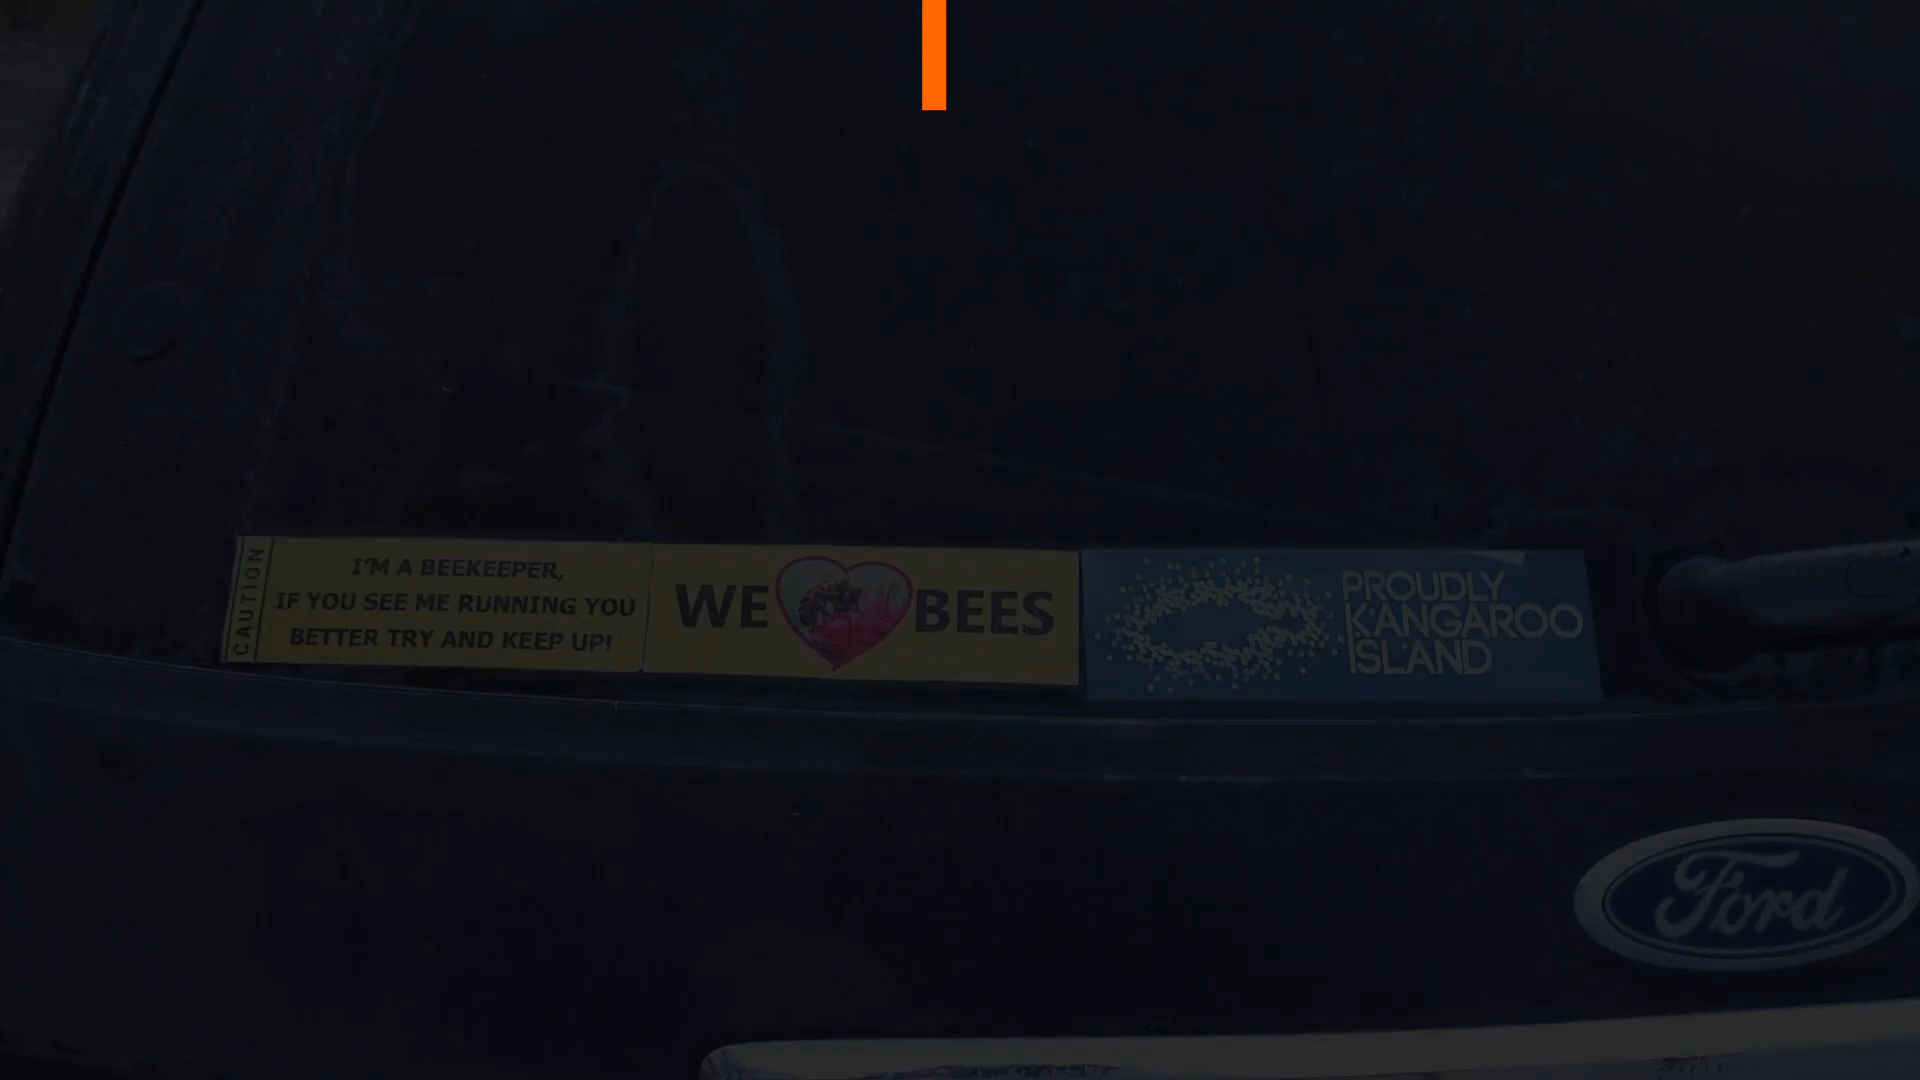 CAUTION
I'M A BEEKEEPER,
IF YOU SEE ME RUNNING YOU
BETTER TRY AND KEEP UP!
WE BEES
PROUDLY
KANGAROO
ISLAND
Ford